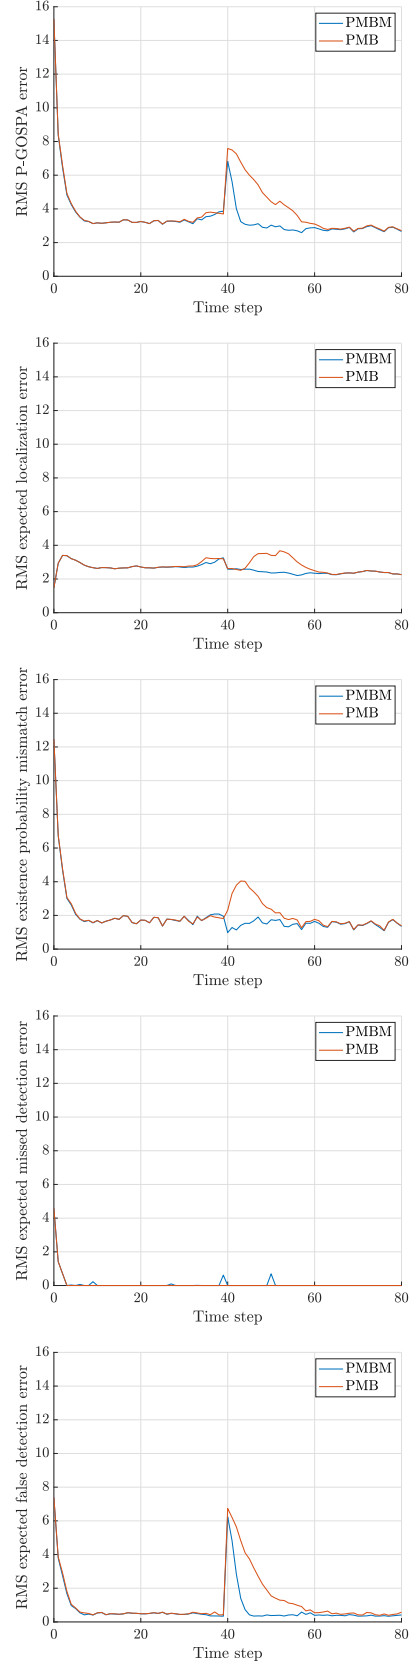 RMS P-GOSPA error
16
14
12
10
8
6
4
2
0
PMBM
PMB
0 20 40 60 80
Time step
RMS expected localization error
16
14
12
10
8
6
4
2
0
PMBM
PMB
0 20 40 60 80
Time step
RMS existence probability mismatch error
16
14
12
10
8
6
4
2
0
PMBM
PMB
0 20 40 60 80
Time step
RMS expected missed detection error
16
14
12
10
8
6
4
2
0
PMBM
PMB
0 20 40 60 80
Time step
RMS expected false detection error
16
14
12
10
8
6
4
2
0
PMBM
PMB
0 20 40 60 80
Time step